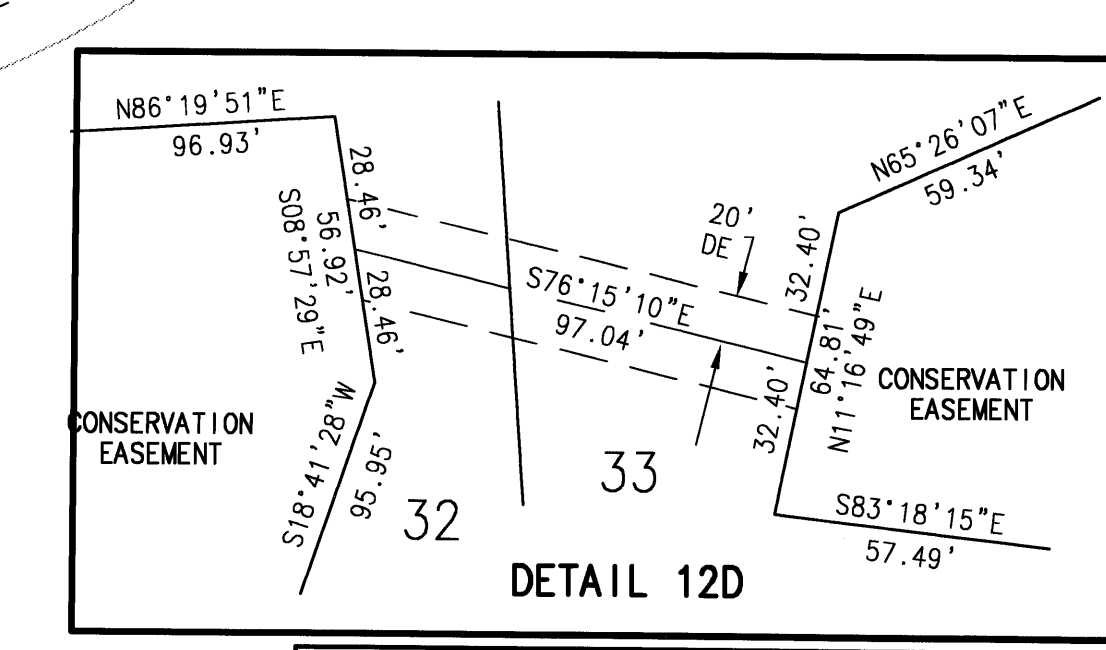 N86°19'51"E
96.93'
28.46'
S08°57'29"E
56.92'
28.46'
S18°41'28"W
95.95'
CONSERVATION
EASEMENT
32
S76°15'10"E
97.04'
20'
DE
33
N65°26'07"E
59.34'
32.40'
64.81'
N11°16'49"E
32.40'
CONSERVATION
EASEMENT
S83°18'15"E
57.49'
DETAIL 12D